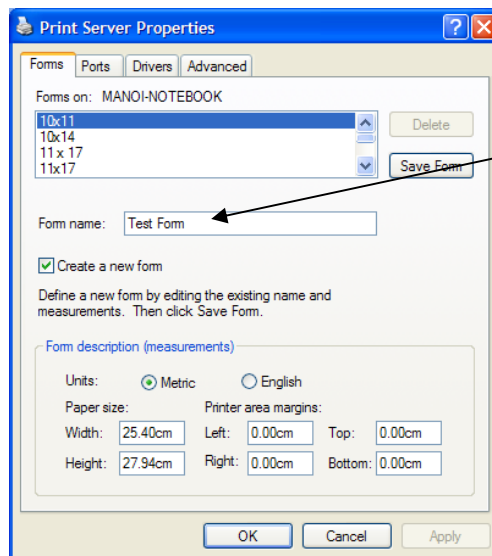 Print Server Properties
Forms Ports Drivers Advanced
Forms on: MANOI-NOTEBOOK
10x11
10x14
11 x 17
11x17
Delete
Save Form
Form name: Test Form
Create a new form
Define a new form by editing the existing name and
measurements. Then click Save Form.
Form description (measurements)
Units: Metric English
Paper size: Printer area margins:
Width: 25.40cm Left: 0.00cm Top: 0.00cm
Height: 27.94cm Right: 0.00cm Bottom: 0.00cm
OK Cancel Apply